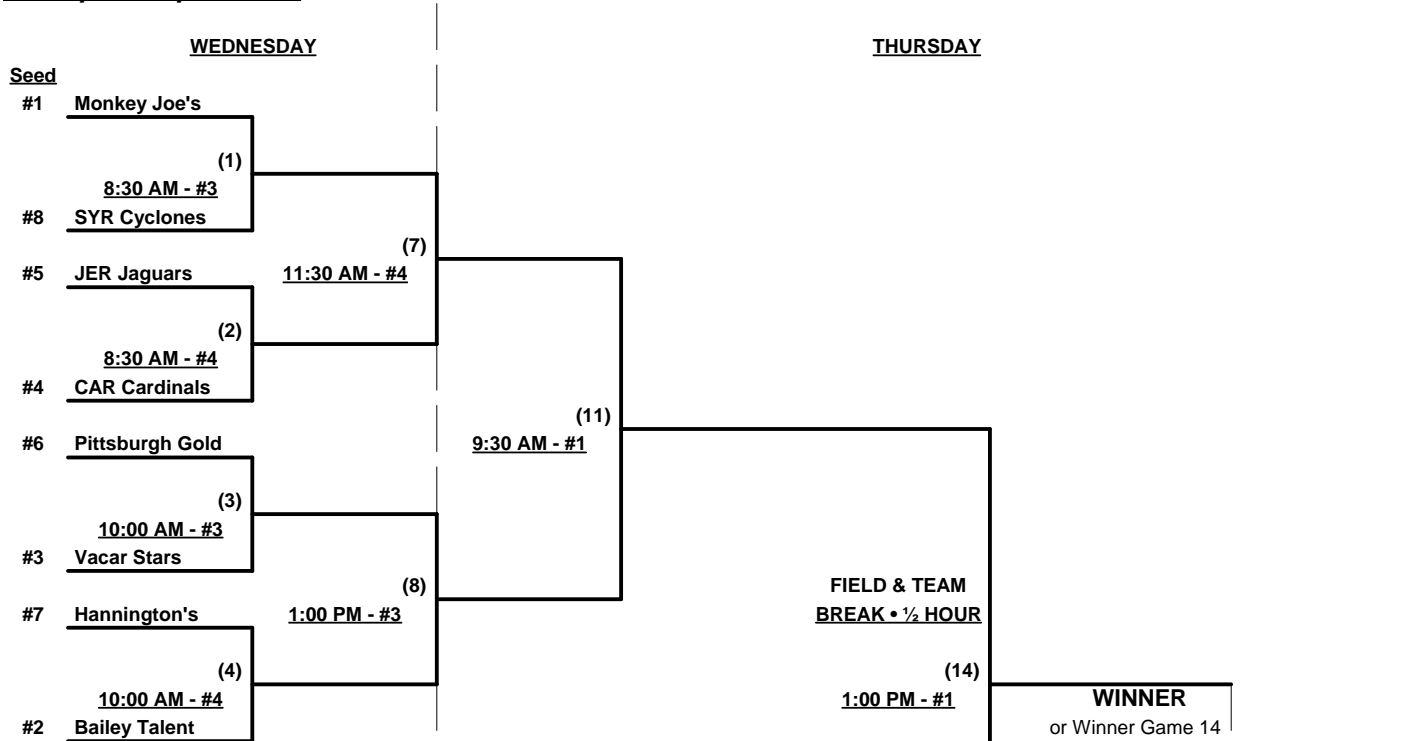 WEDNESDAY THURSDAY
Seed
#1 Monkey Joe's
(1)
8:30 AM - #3
#8 SYR Cyclones
(7)
#5 JER Jaguars 11:30 AM - #4
(2)
8:30 AM - #4
#4 CAR Cardinals
(11)
#6 Pittsburgh Gold 9:30 AM - #1
(3)
10:00 AM - #3
#3 Vacar Stars
(8) FIELD & TEAM
#7 Hannington's 1:00 PM - #3 BREAK • ½ HOUR
(4) (14)
10:00 AM - #4 1:00 PM - #1 WINNER
#2 Bailey Talent or Winner Game 14